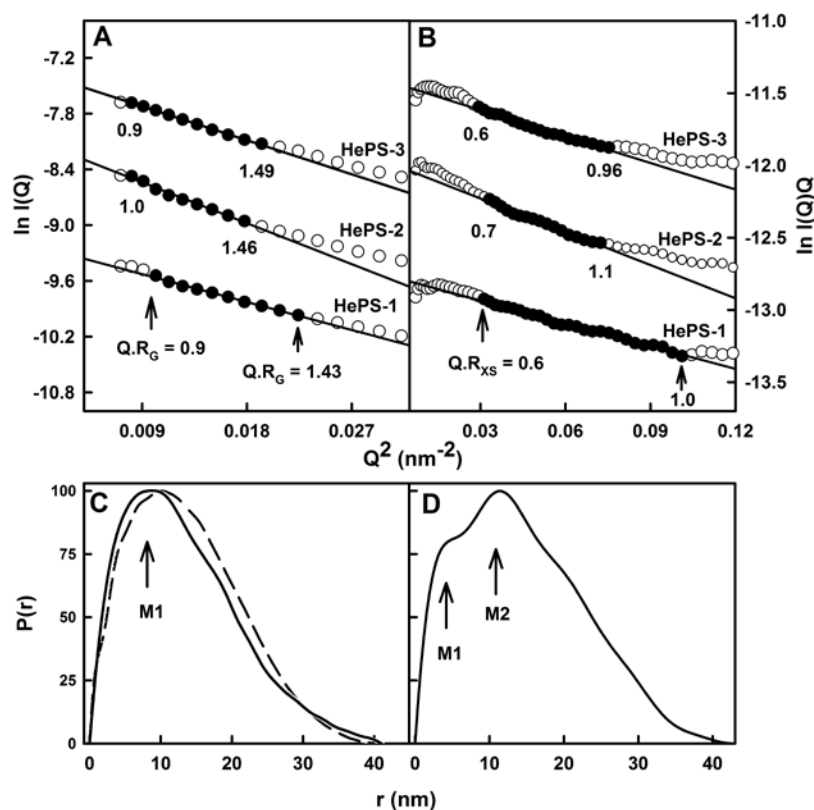 A
B
-7.2
-7.8
-8.4
-9.0
-9.6
-10.2
-10.8
ln I(Q)
0.9
1.49
HePS-3
1.0
1.46
HePS-2
HePS-1
Q.R_G = 0.9
Q.R_G = 1.43
0.009
0.018
0.027
-11.0
-11.5
-12.0
-12.5
-13.0
-13.5
ln I(Q)Q
HePS-3
0.6
0.96
0.7
HePS-2
1.1
HePS-1
Q.R_XS = 0.6
1.0
0.03
0.06
0.09
0.12
Q² (nm⁻²)
C
D
100
75
50
25
0
P(r)
M1
M1
M2
0
10
20
30
40
0
10
20
30
40
r (nm)